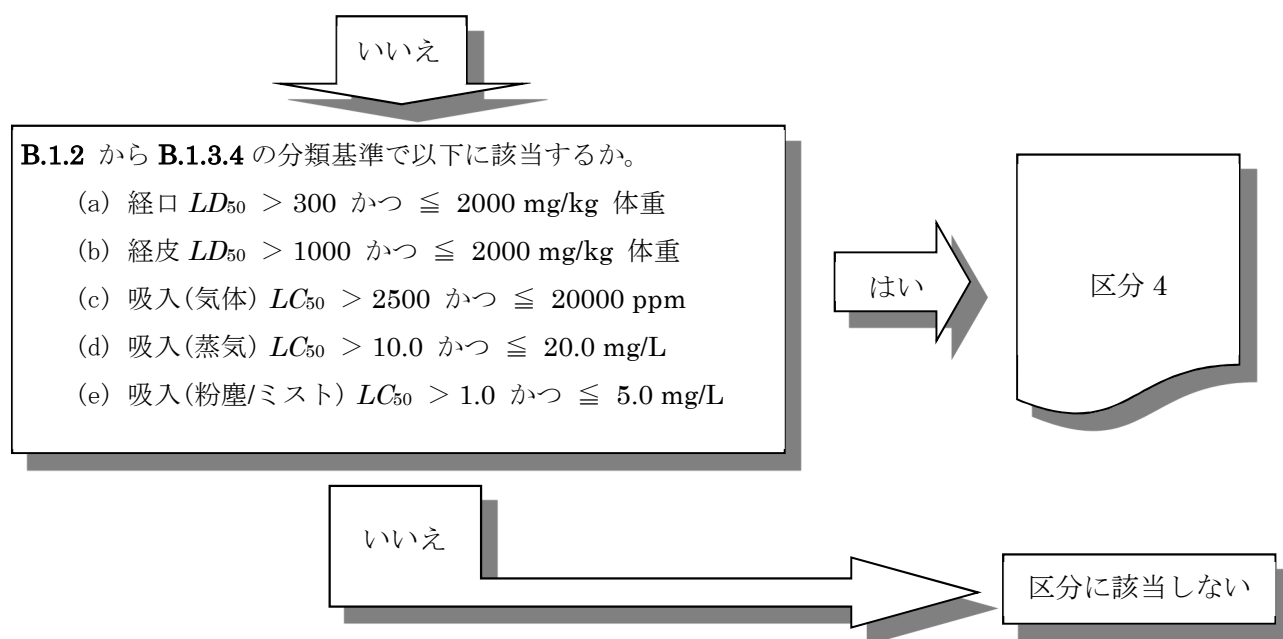 いいえ
B.1.2 から B.1.3.4 の分類基準で以下に該当するか。
(a) 経口 LD50 > 300 かつ ≦ 2000 mg/kg 体重
(b) 経皮 LD50 > 1000 かつ ≦ 2000 mg/kg 体重
(c) 吸入(気体) LC50 > 2500 かつ ≦ 20000 ppm
(d) 吸入(蒸気) LC50 > 10.0 かつ ≦ 20.0 mg/L
(e) 吸入(粉塵/ミスト) LC50 > 1.0 かつ ≦ 5.0 mg/L
はい
区分 4
いいえ
区分に該当しない